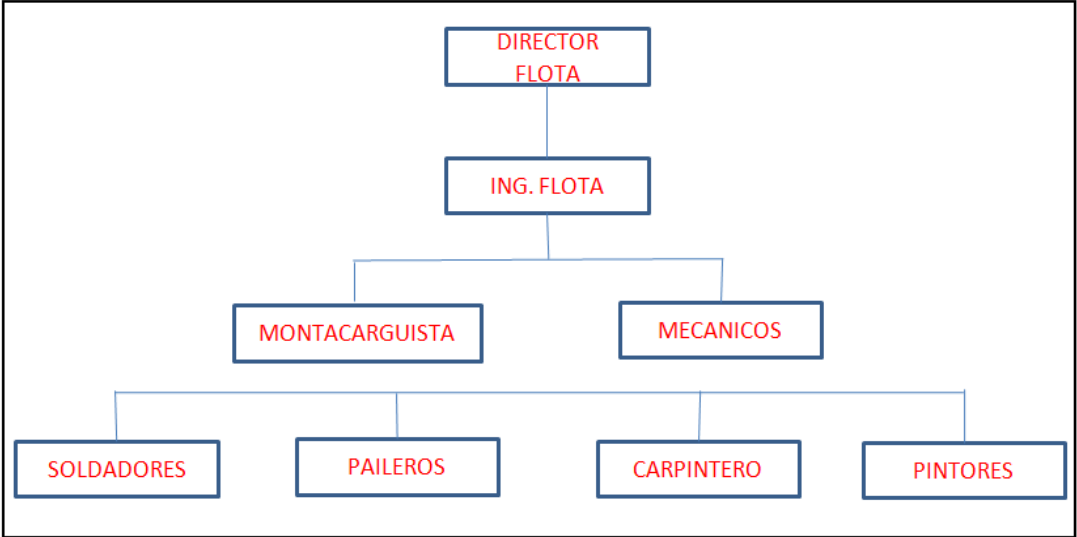 DIRECTOR
FLOTA
ING. FLOTA
MONTACARGUISTA
MECANICOS
SOLDADORES
PAILEROS
CARPINTERO
PINTORES